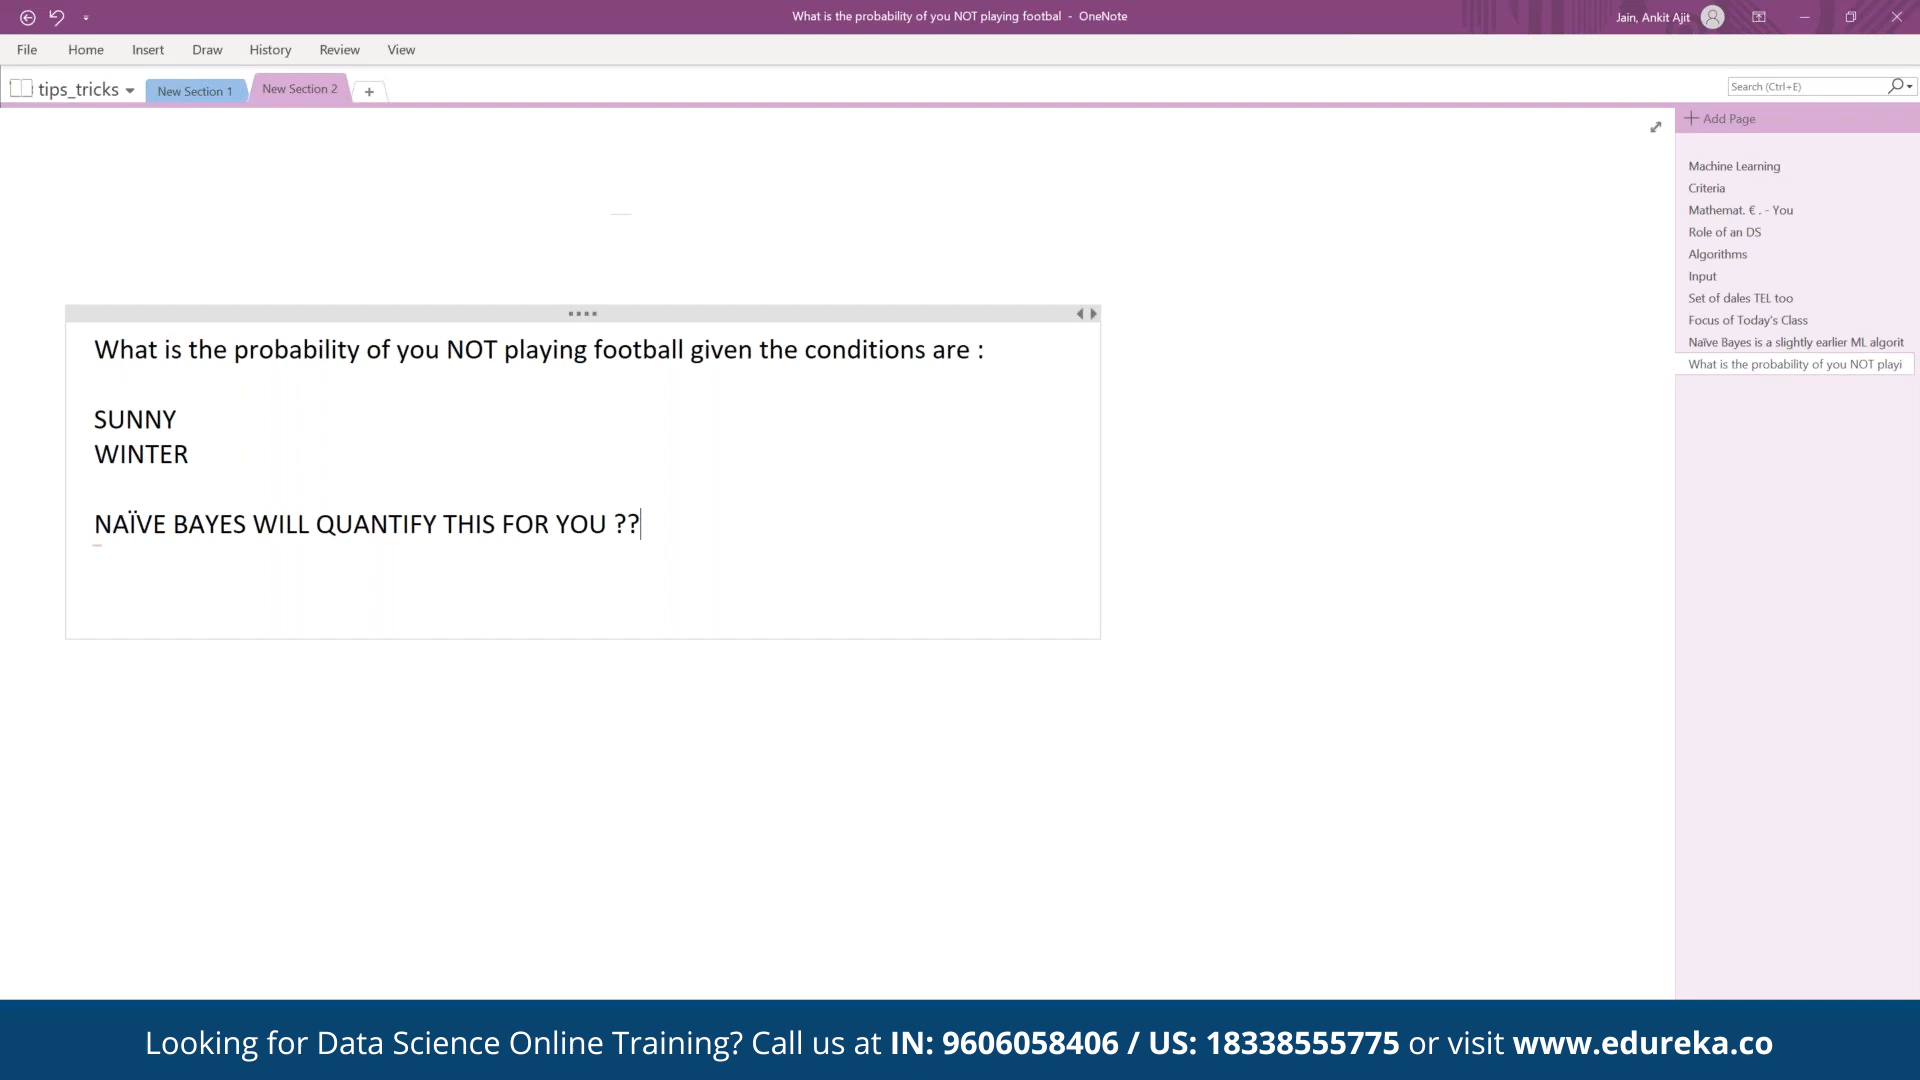 What is the probability of you NOT playing footbal - OneNote
Jain, Ankit Ajit
File Home Insert Draw History Review View
tips_tricks New Section 1 New Section 2
Search (Ctrl+E)
Add Page
Machine Learning
Criteria
Mathemat. € . - You
Role of an DS
Algorithms
Input
Set of dales TEL too
Focus of Today's Class
Naïve Bayes is a slightly earlier ML algorit
What is the probability of you NOT playi
What is the probability of you NOT playing football given the conditions are :
SUNNY
WINTER
NAÏVE BAYES WILL QUANTIFY THIS FOR YOU ??
Looking for Data Science Online Training? Call us at IN: 9606058406 / US: 18338555775 or visit www.edureka.co